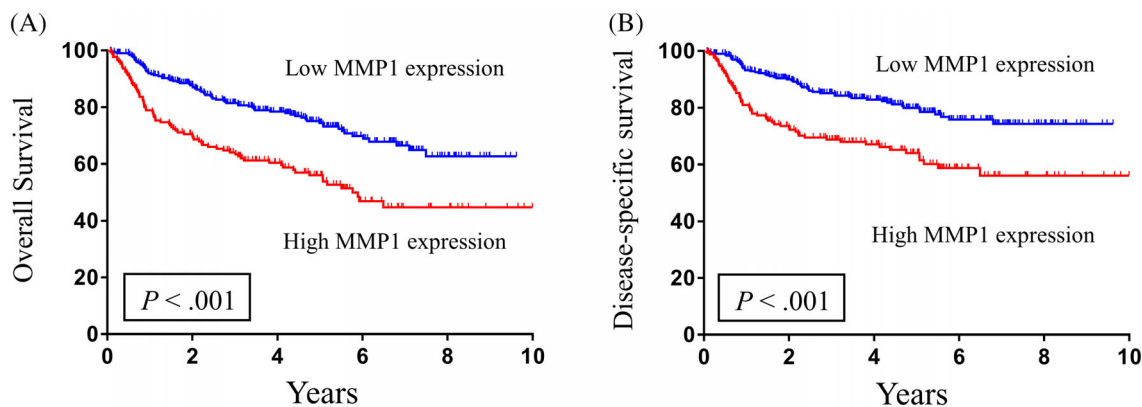 (A)
Overall Survival
100
80
60
40
20
0
Low MMP1 expression
High MMP1 expression
P < .001
0 2 4 6 8 10
Years
(B)
Disease-specific survival
100
80
60
40
20
0
Low MMP1 expression
High MMP1 expression
P < .001
0 2 4 6 8 10
Years